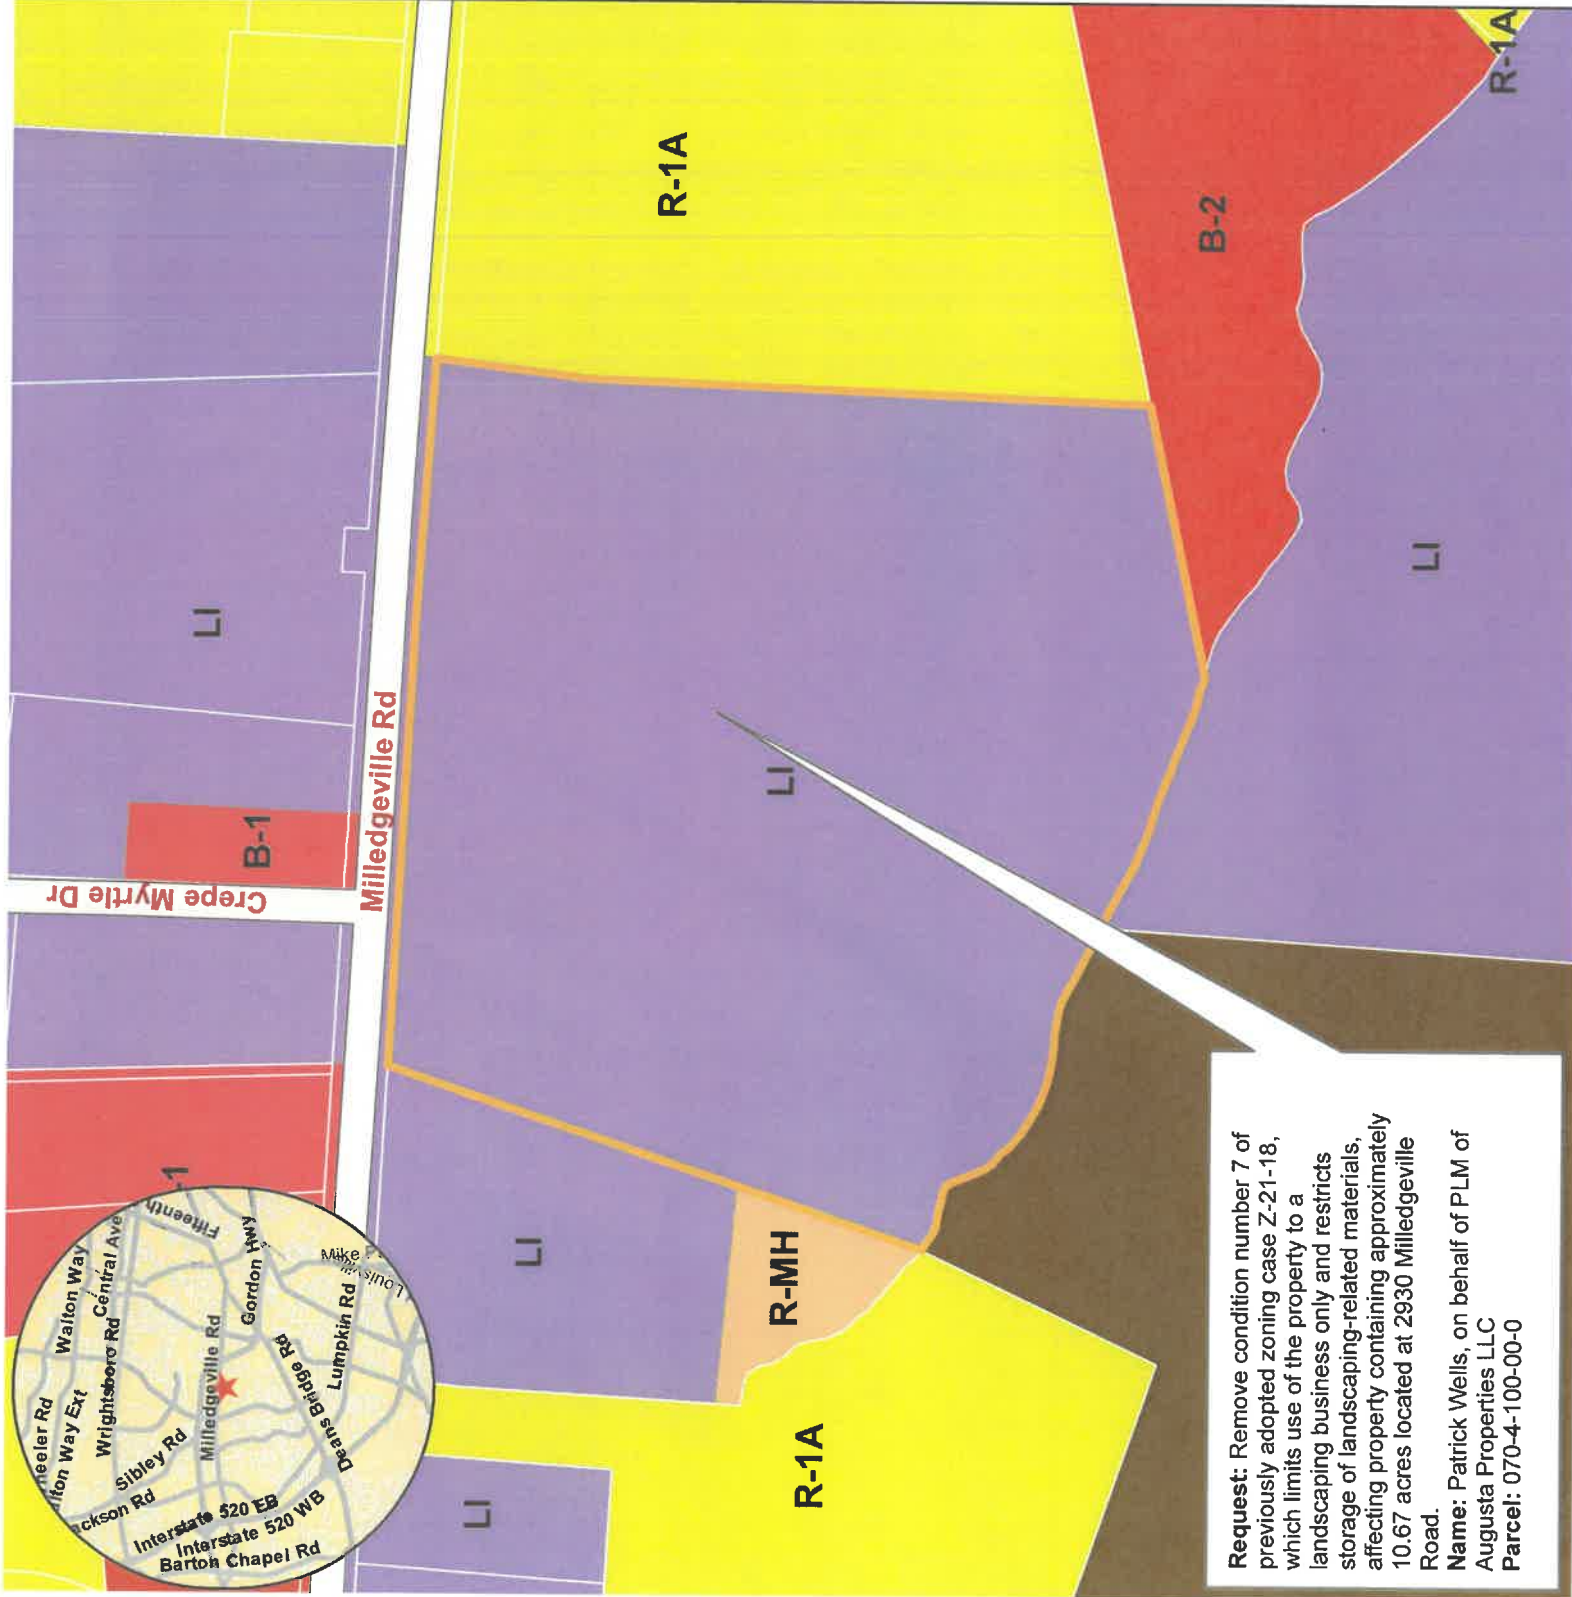 R-1A
R-1A
B-2
LI
LI
LI
Milledgeville Rd
B-1
Crepe Myrtle Dr
LI
R-MH
R-1A
LI
Walton Way
Central Ave
Fifteenth
Wrightsboro Rd
Gordon Hwy
Mike
Lumpkin Rd
Milledgeville Rd
Deans Bridge Rd
Sibley Rd
Interstate 520 EB
Interstate 520 WB
Barton Chapel Rd
Request: Remove condition number 7 of
previously adopted zoning case Z-21-18,
which limits use of the property to a
landscaping business only and restricts
storage of landscaping-related materials,
affecting property containing approximately
10.67 acres located at 2930 Milledgeville
Road.
Name: Patrick Wells, on behalf of PLM of
Augusta Properties LLC
Parcel: 070-4-100-00-0